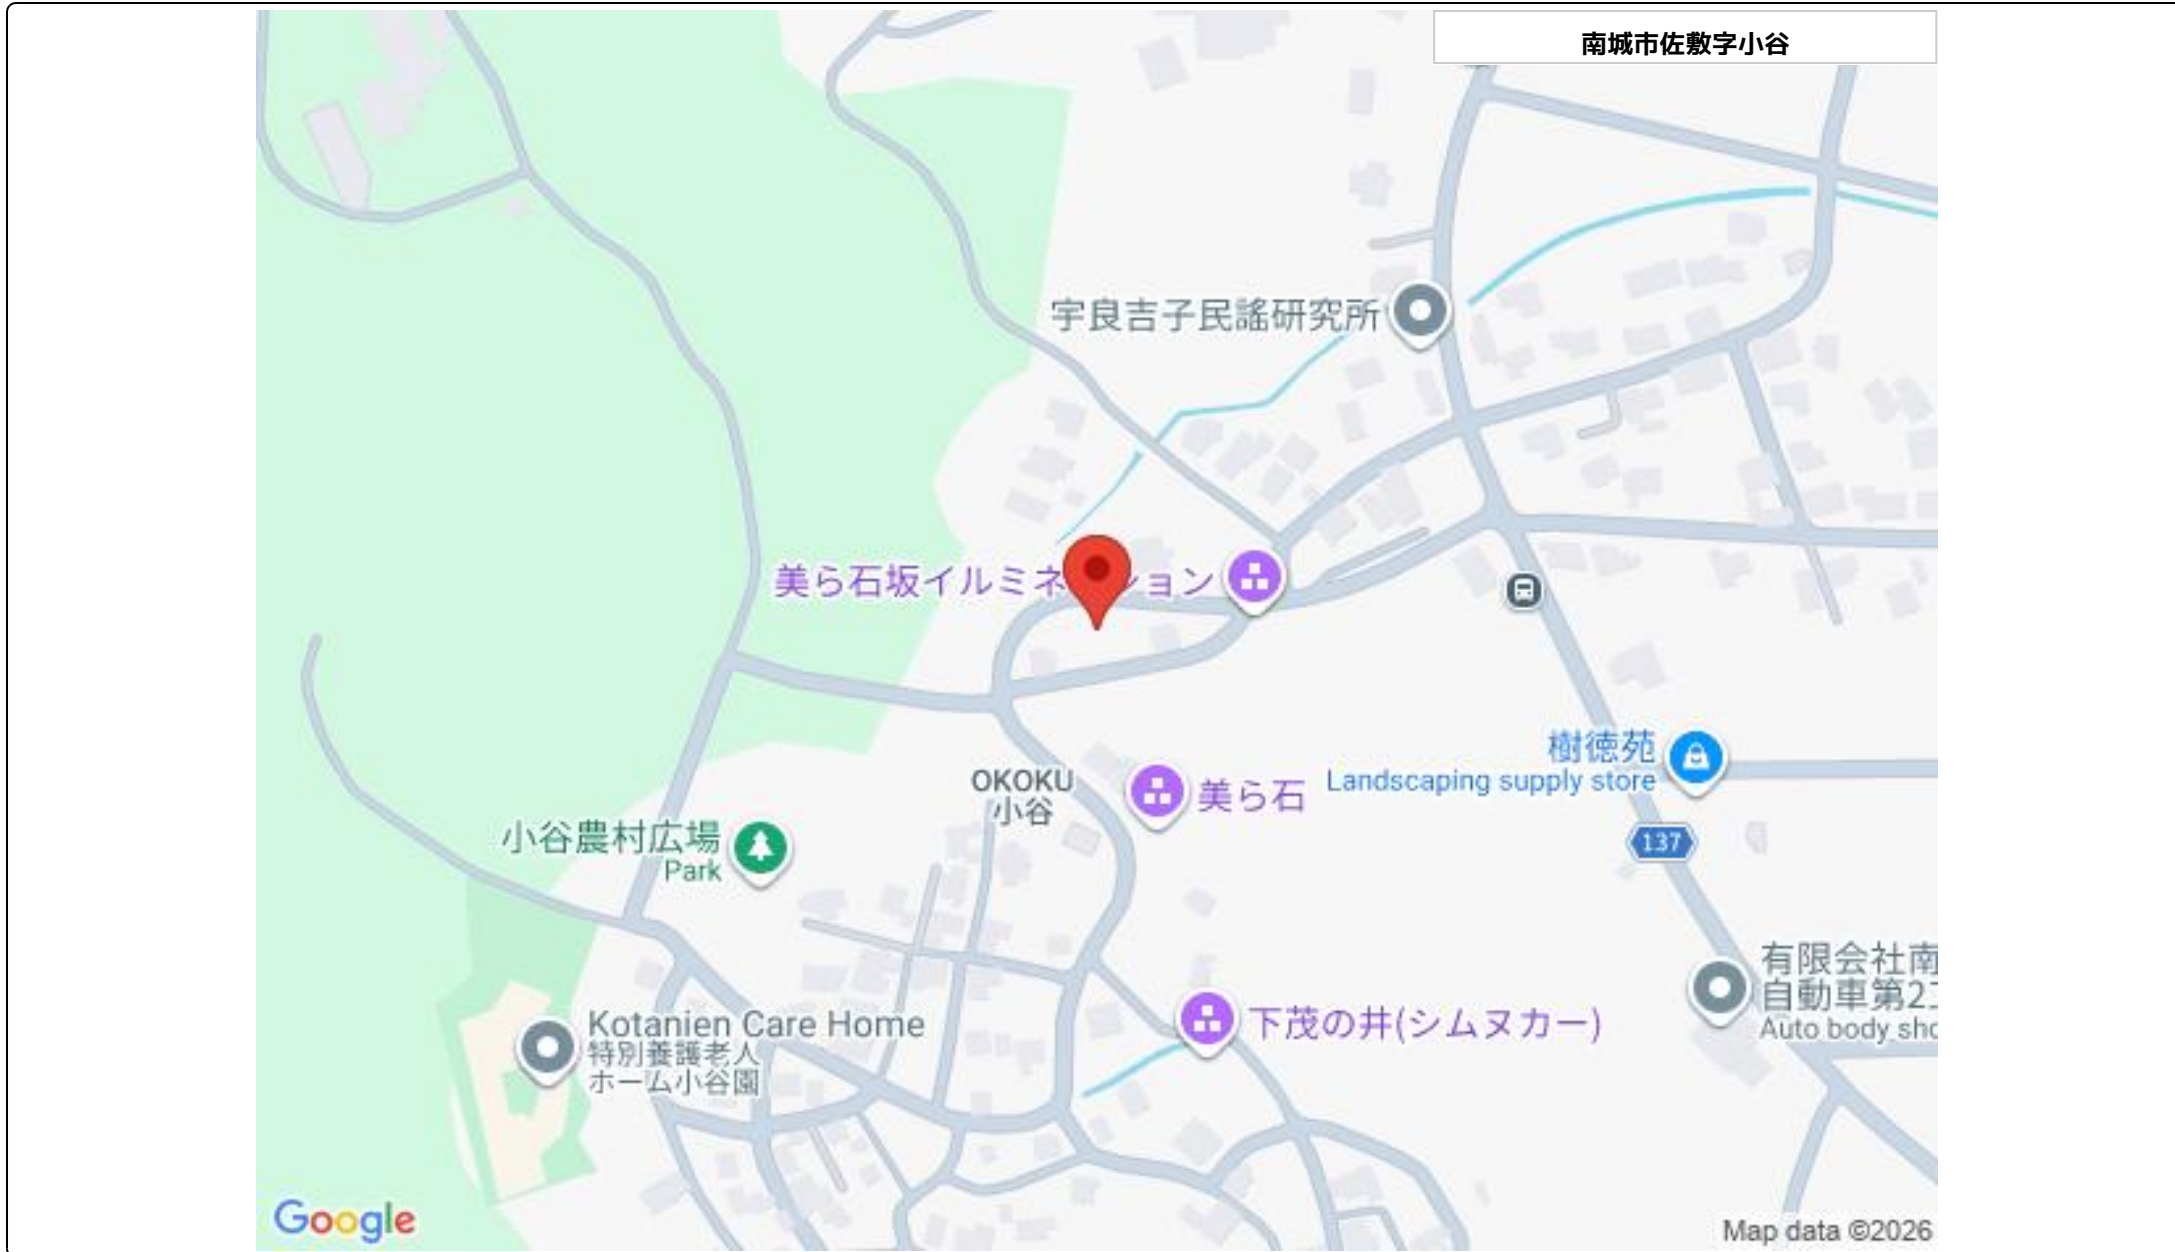 南城市佐敷字小谷
宇良吉子民謡研究所
美ら石坂イルミネ
ション
樹徳苑
Landscaping supply store
OKOKU
小谷
美ら石
小谷農村広場
Park
137
有限会社南
自動車第2
Auto body sho
Kotanien Care Home
特別養護老人
ホーム小谷園
下茂の井(シムヌカー)
Google
Map data ©2026